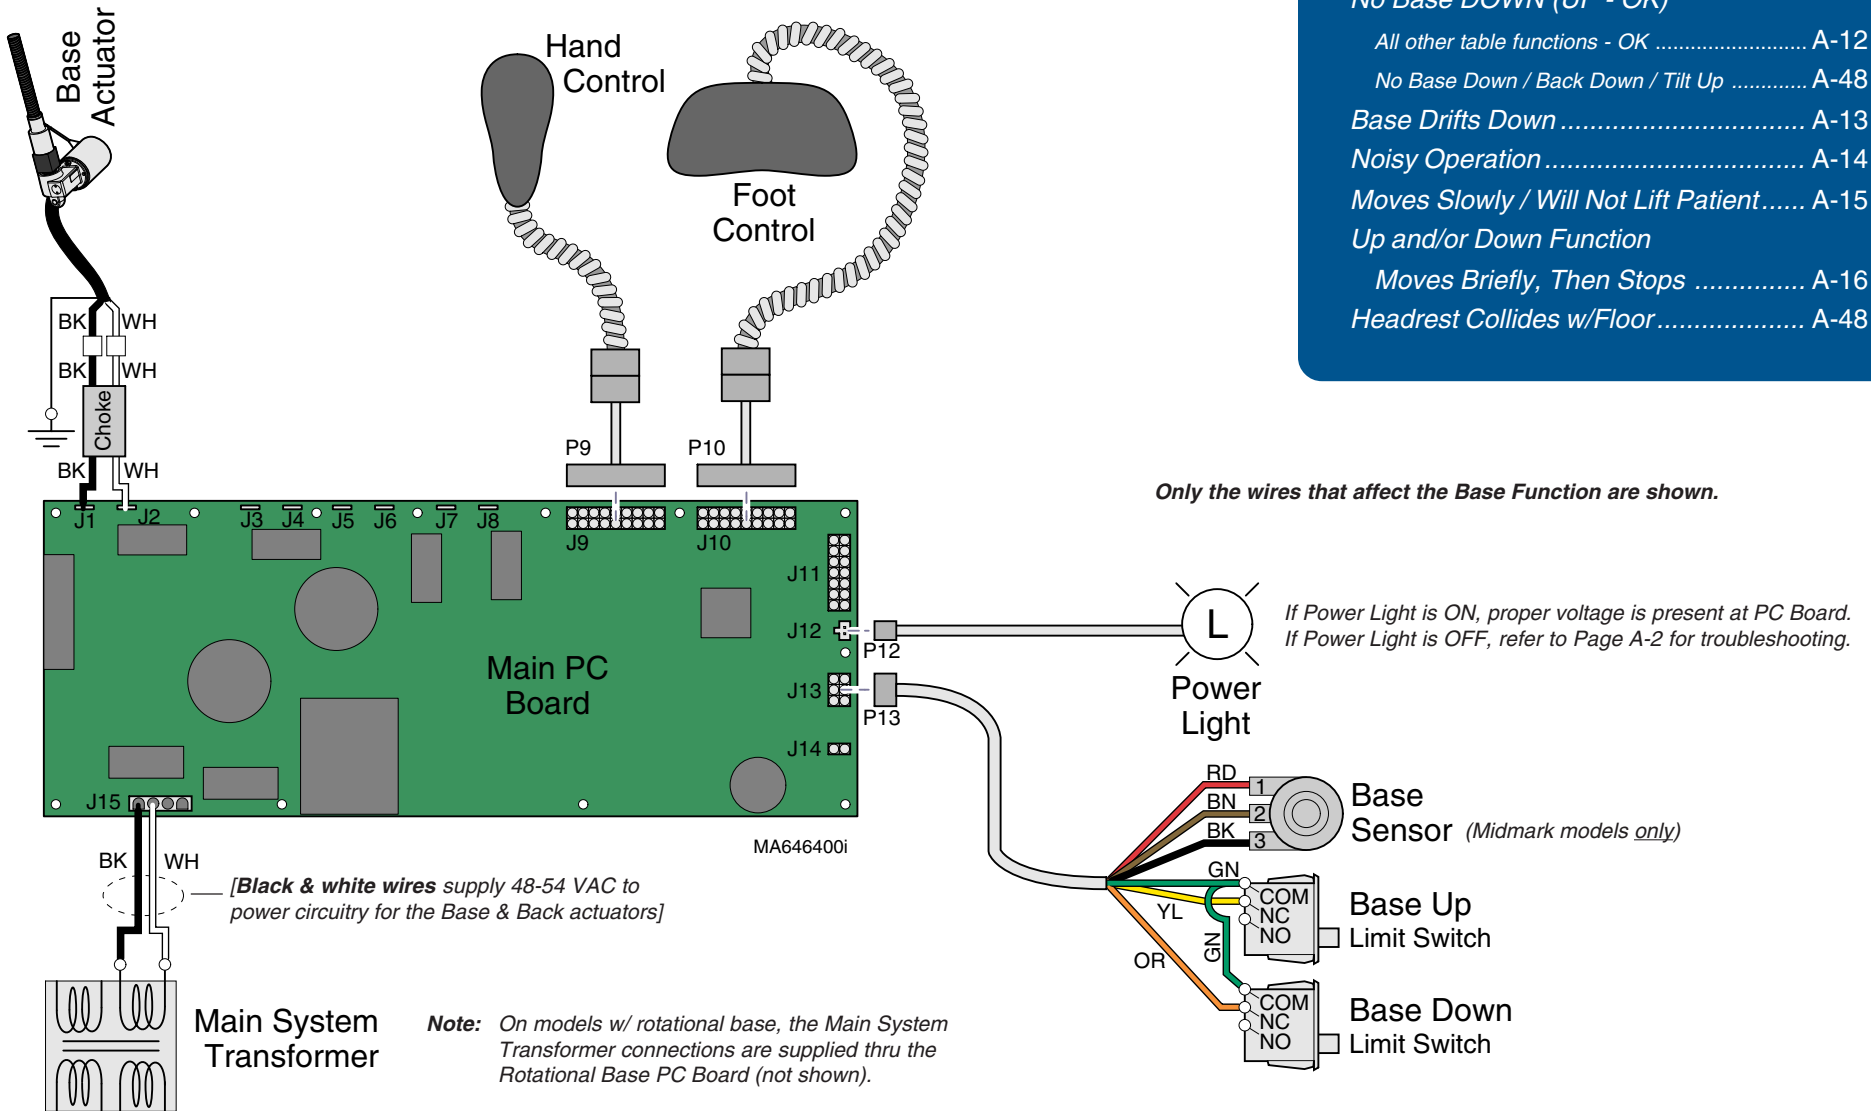 No Base DOWN (UP - OK)
All other table functions - OK .......................... A-12
No Base Down / Back Down / Tilt Up ............. A-48
Base Drifts Down ................................. A-13
Noisy Operation ................................... A-14
Moves Slowly / Will Not Lift Patient ...... A-15
Up and/or Down Function
Moves Briefly, Then Stops ............... A-16
Headrest Collides w/Floor .................... A-48
Base
Actuator
Hand
Control
Foot
Control
BK
WH
BK
WH
Choke
BK
WH
P9
P10
Only the wires that affect the Base Function are shown.
J1
J2
J3
J4
J5
J6
J7
J8
J9
J10
J11
J12
P12
L
If Power Light is ON, proper voltage is present at PC Board.
If Power Light is OFF, refer to Page A-2 for troubleshooting.
Power
Light
Main PC
Board
J13
P13
J14
J15
MA646400i
RD
1
BN
2
BK
3
Base
Sensor (Midmark models only)
GN
YL
GN
OR
COM
NC
NO
Base Up
Limit Switch
COM
NC
NO
Base Down
Limit Switch
BK
WH
[Black & white wires supply 48-54 VAC to
power circuitry for the Base & Back actuators]
Main System
Transformer
Note: On models w/ rotational base, the Main System
Transformer connections are supplied thru the
Rotational Base PC Board (not shown).